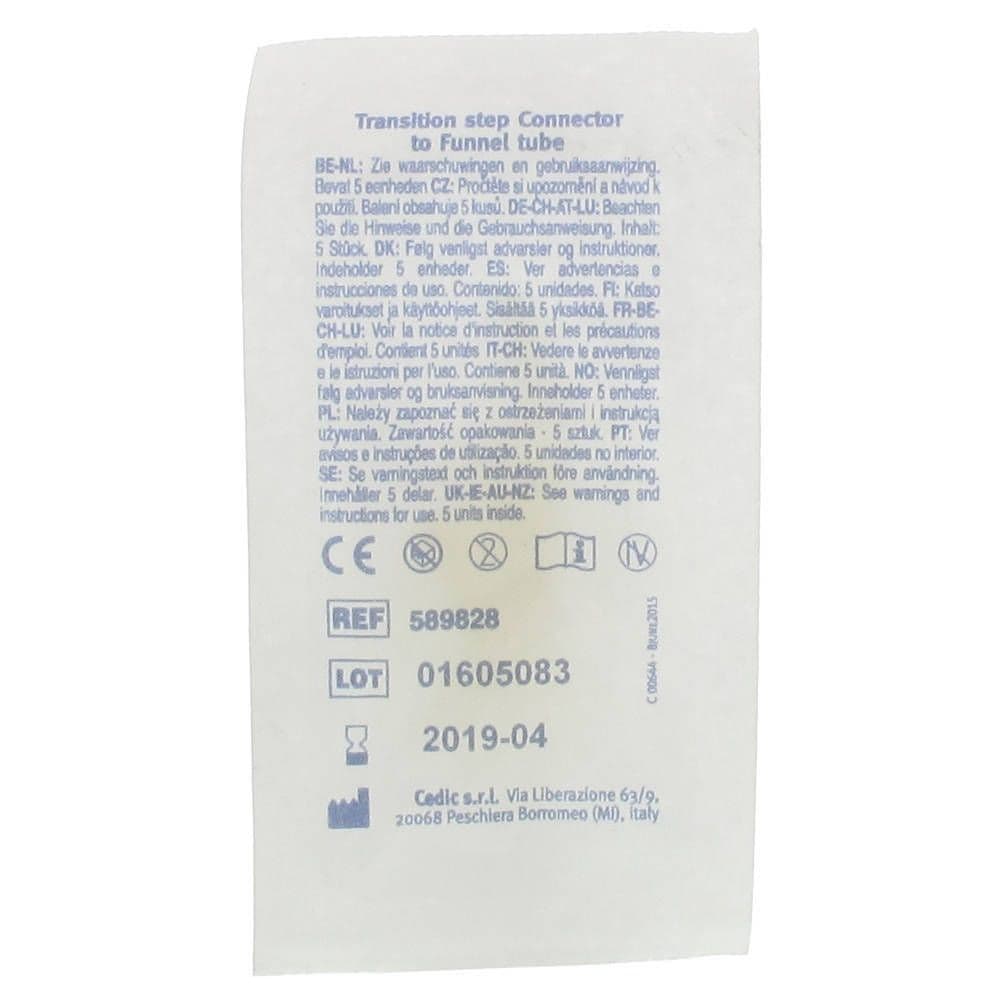 Transition step Connector
to Funnel tube
BE-NL: Zie waarschuwingen en gebruiksaanwijzing.
Bevat 5 eenheden CZ: Pročtěte si upozornění a návod k
použití. Balení obsahuje 5 kusů. DE-CH-AT-LU: Beachten
Sie die Hinweise und die Gebrauchsanweisung. Inhalt:
5 Stück. DK: Følg venligst advarsler og instruktioner.
Indeholder 5 enheder. ES: Ver advertencias e
instrucciones de uso. Contenido: 5 unidades. FI: Katso
varoitukset ja käyttöohjeet. Sisältää 5 yksikköä. FR-BE-
CH-LU: Voir la notice d'instruction et les précautions
d'emploi. Contient 5 unités IT-CH: Vedere le avvertenze
e le istruzioni per l'uso. Contiene 5 unità. NO: Vennligst
følg advarsler og bruksanvisning. Inneholder 5 enheter.
PL: Należy zapoznać się z ostrzeżeniami i instrukcją
używania. Zawartość opakowania - 5 sztuk. PT: Ver
avisos e instruções de utilização. 5 unidades no interior.
SE: Se varningstext och instruktion före användning.
Innehåller 5 delar. UK-IE-AU-NZ: See warnings and
instructions for use. 5 units inside.
CE 2 i IV
REF 589828
LOT 01605083
2019-04
Cedic s.r.l. Via Liberazione 63/9,
20068 Peschiera Borromeo (MI), Italy